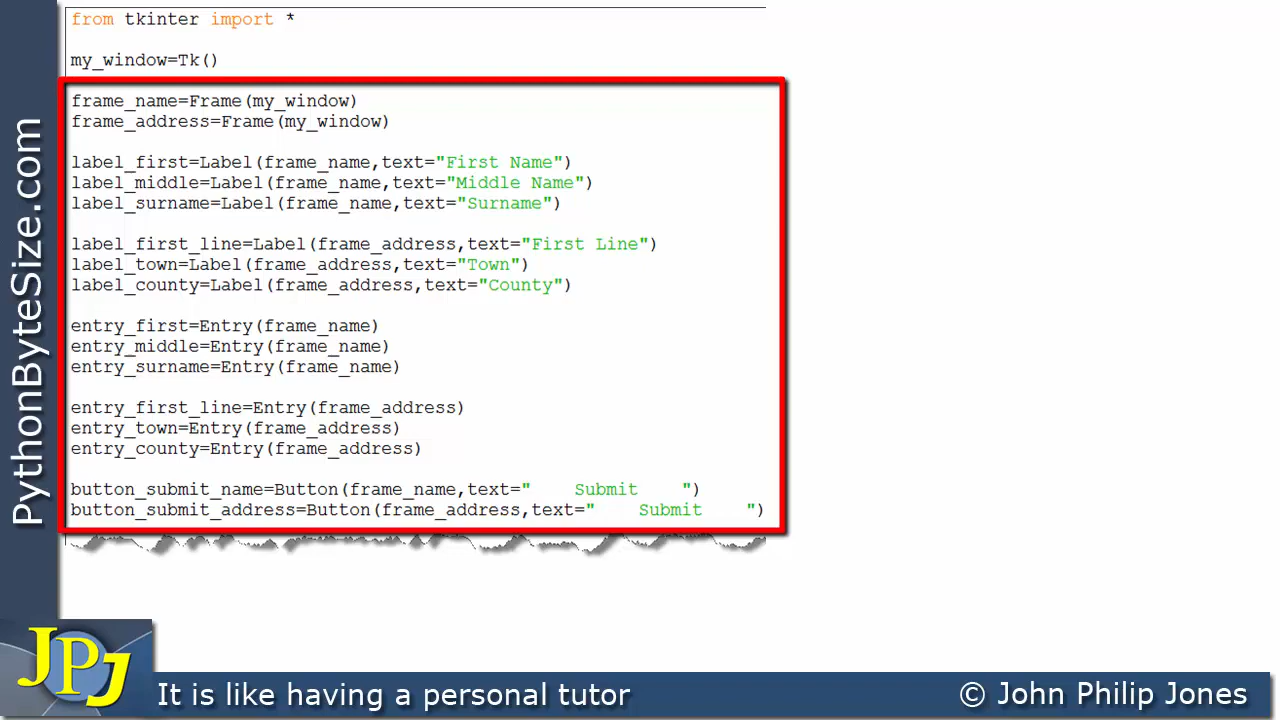 from tkinter import *
my_window=Tk()
frame_name=Frame(my_window)
frame_address=Frame(my_window)
label_first=Label(frame_name,text="First Name")
label_middle=Label(frame_name,text="Middle Name")
label_surname=Label(frame_name,text="Surname")
label_first_line=Label(frame_address,text="First Line")
label_town=Label(frame_address,text="Town")
label_county=Label(frame_address,text="County")
entry_first=Entry(frame_name)
entry_middle=Entry(frame_name)
entry_surname=Entry(frame_name)
entry_first_line=Entry(frame_address)
entry_town=Entry(frame_address)
entry_county=Entry(frame_address)
button_submit_name=Button(frame_name,text="    Submit    ")
button_submit_address=Button(frame_address,text="    Submit    ")
PythonByteSize.com
JPJ
It is like having a personal tutor
© John Philip Jones